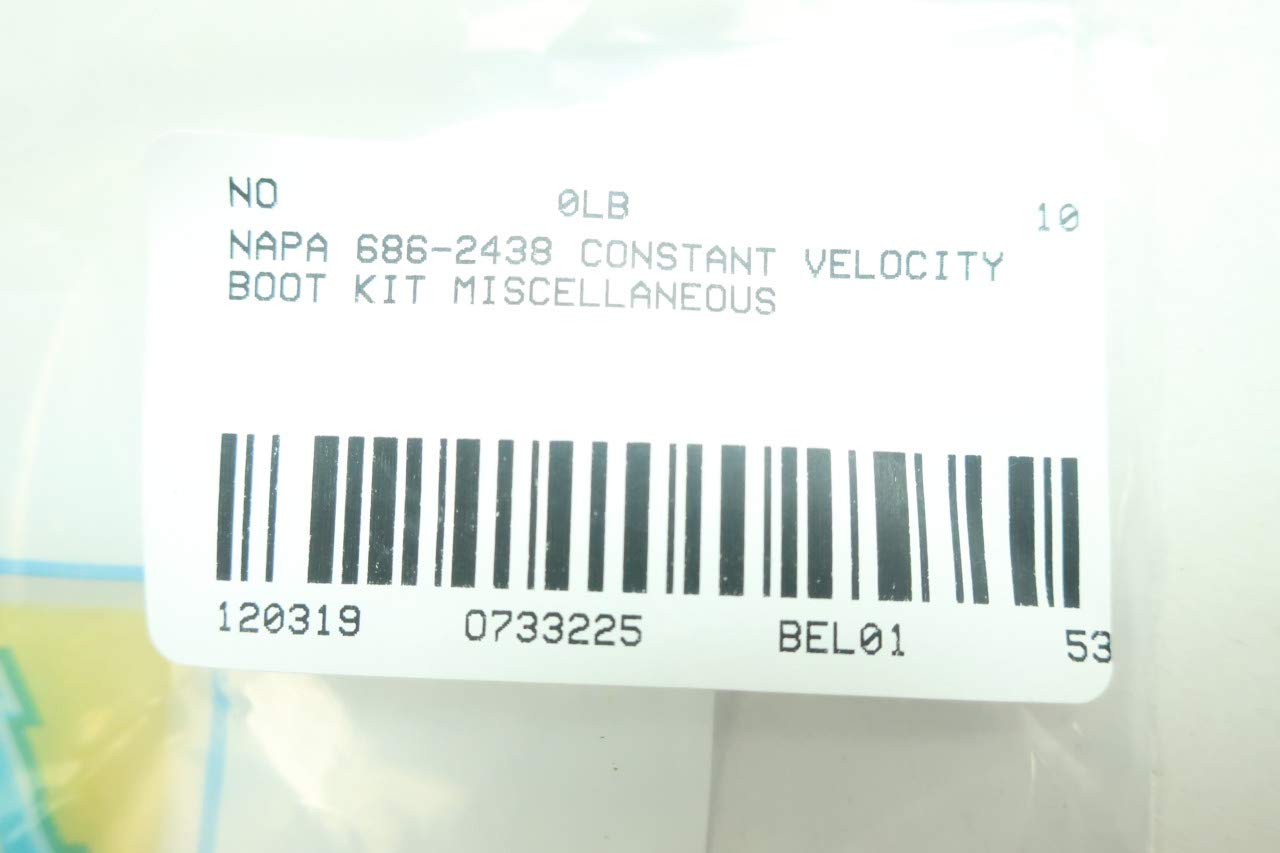 NO 0LB 10
NAPA 686-2438 CONSTANT VELOCITY
BOOT KIT MISCELLANEOUS
120319 0733225 BEL01 53